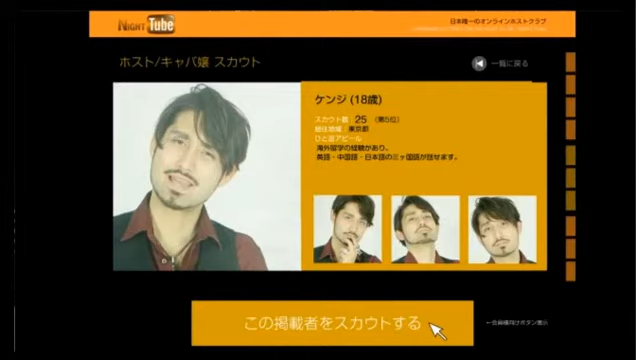 NIGHT Tube
日本唯一のオンラインホストクラブ
ホスト/キャバ嬢 スカウト
一覧に戻る
ケンジ (18歳)
スカウト数 25 (第5位)
居住地域 東京都
ひと言アピール
海外留学の経験があり、
英語・中国語・日本語の三ヶ国語が話せます。
この掲載者をスカウトする